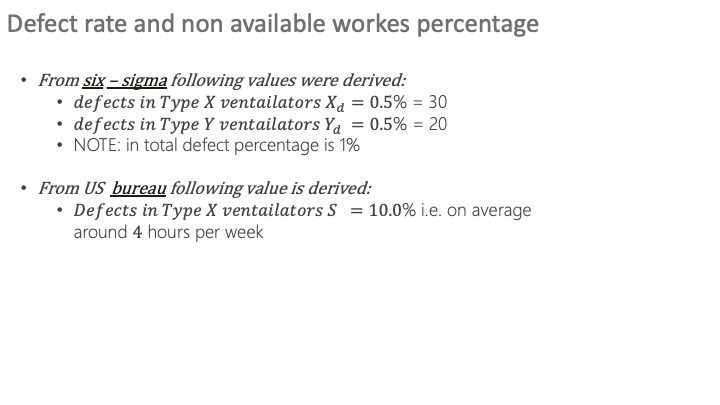 Defect rate and non available workes percentage
• From six – sigma following values were derived:
• defects in Type X ventailators X_d = 0.5% = 30
• defects in Type Y ventailators Y_d = 0.5% = 20
• NOTE: in total defect percentage is 1%
• From US bureau following value is derived:
• Defects in Type X ventailators S = 10.0% i.e. on average
around 4 hours per week